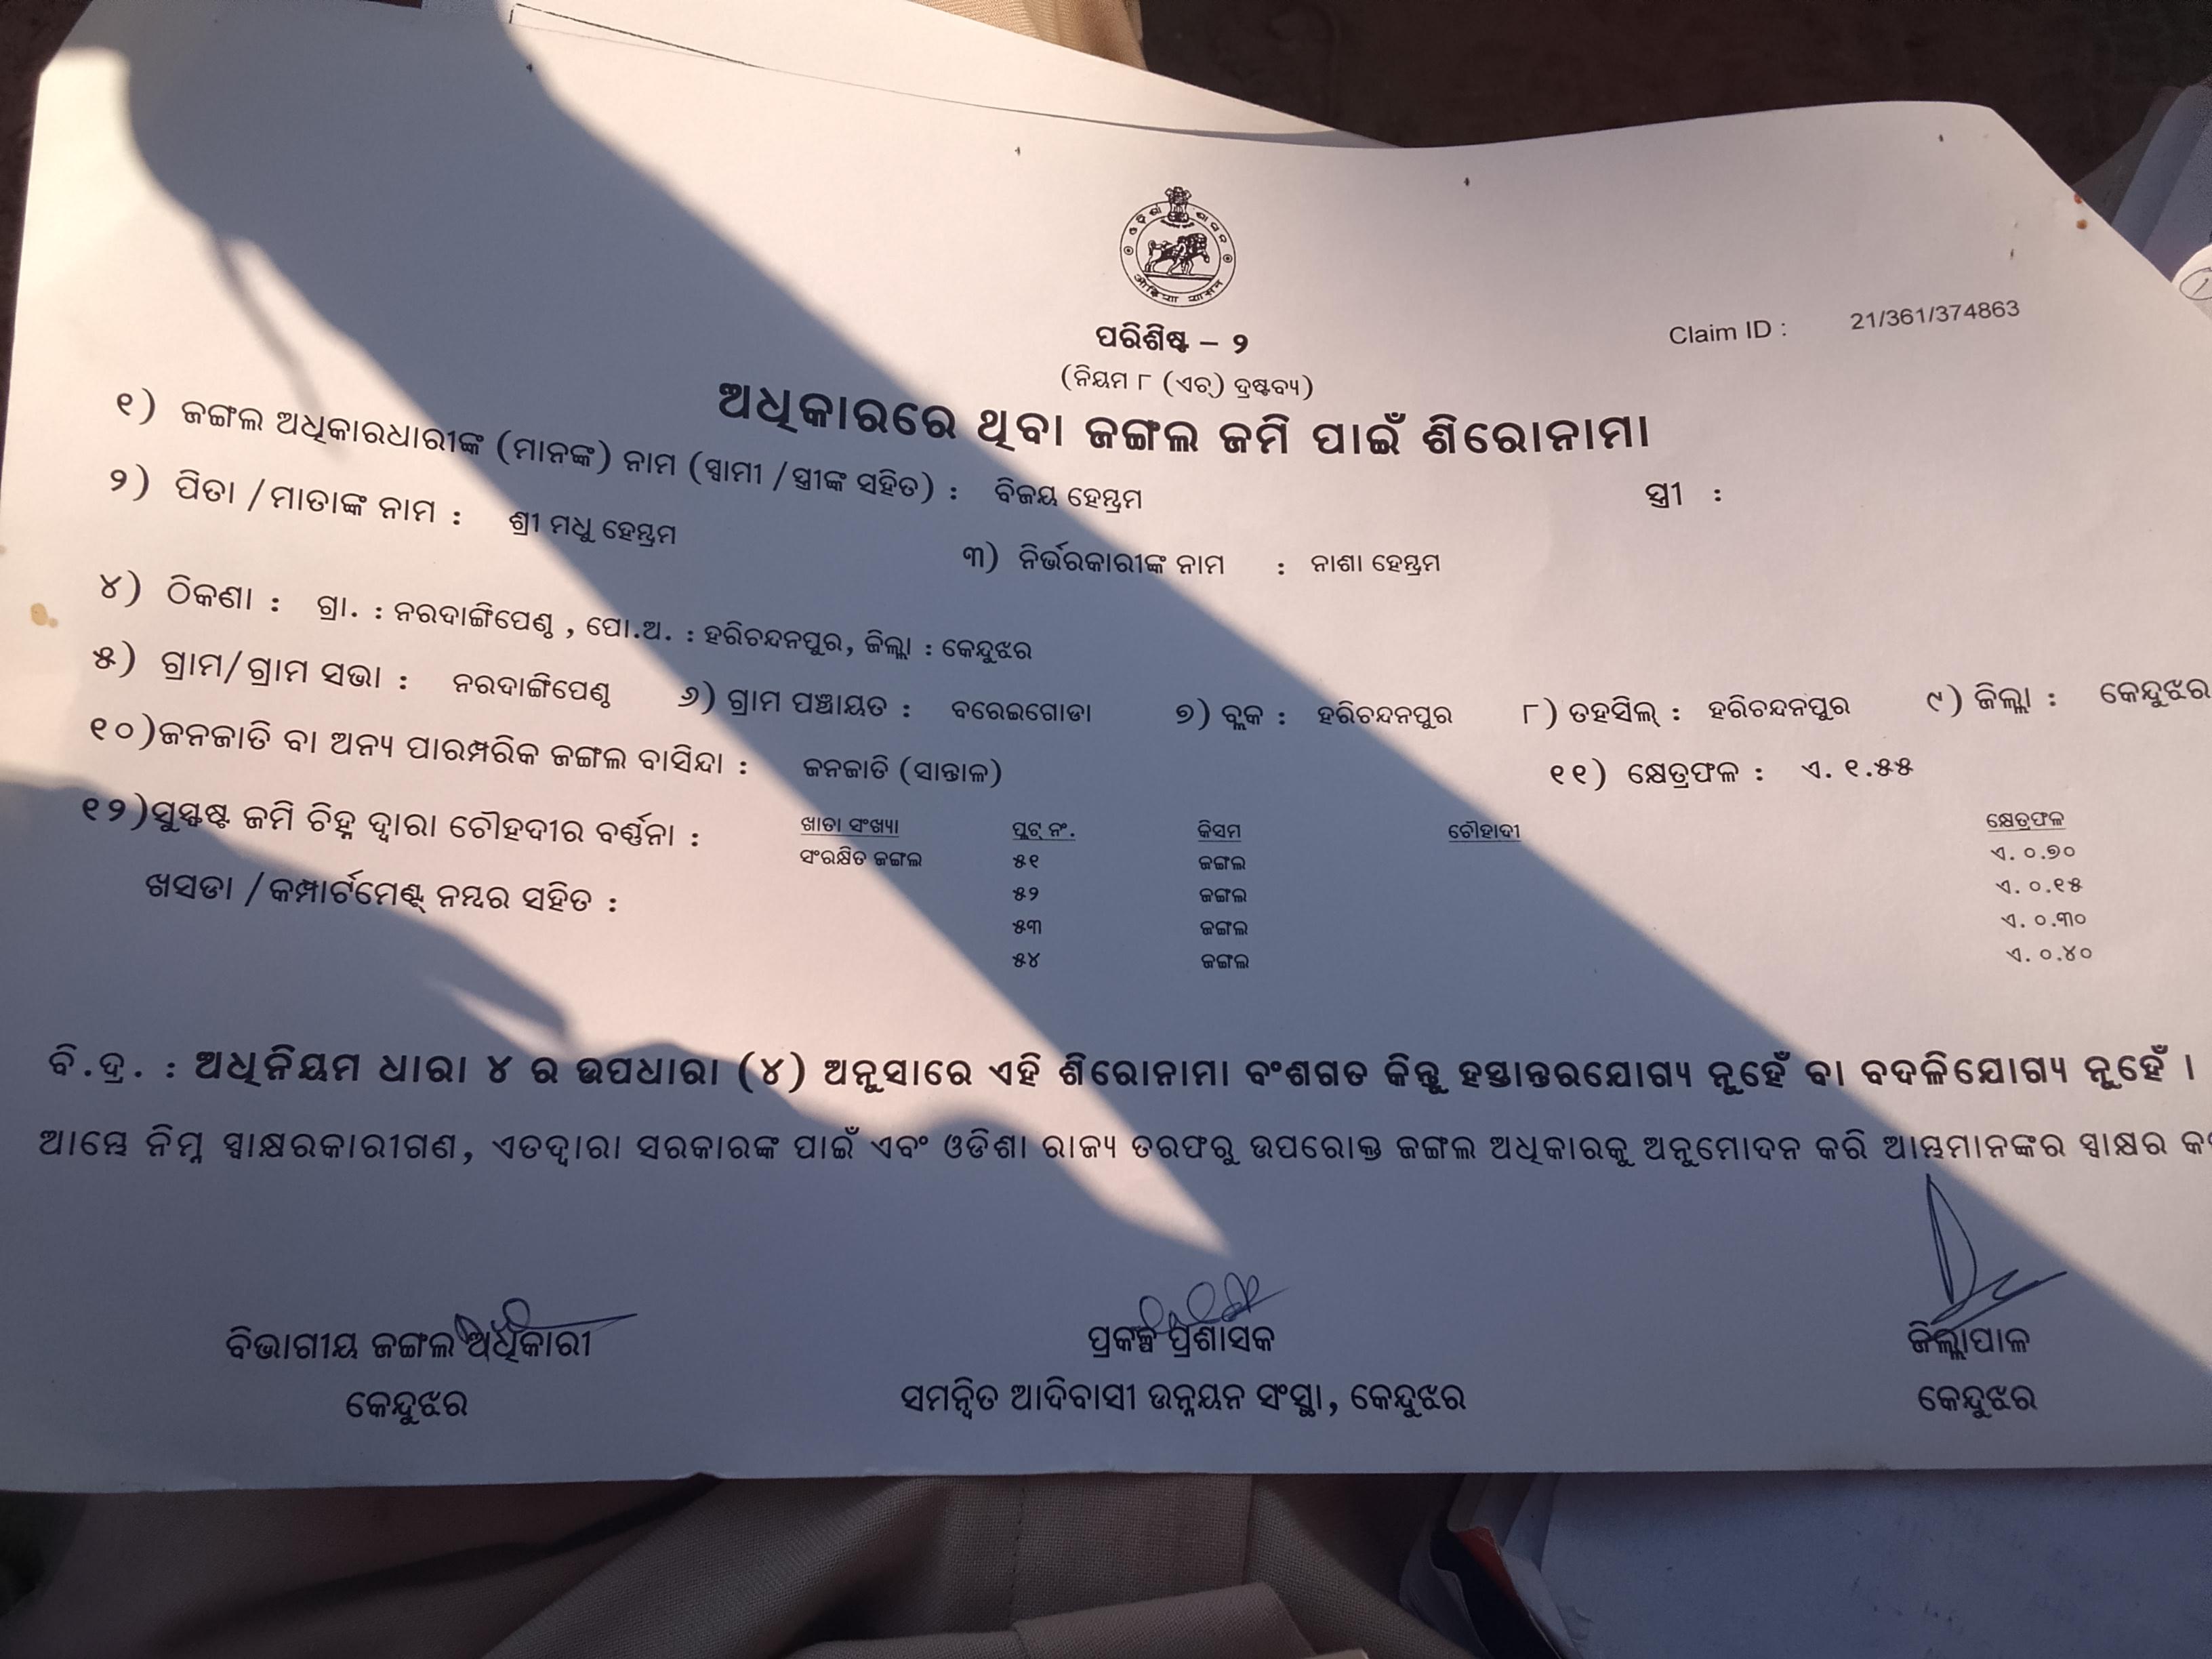 ଓଡ଼ିଶା ଶାସନ
ओड़िशा शासन
ପରିଶିଷ୍ଟ – ୨
Claim ID : 21/361/374863
(ନିୟମ ୮ (ଏଚ୍) ଦ୍ରଷ୍ଟବ୍ୟ)
ଅଧିକାରରେ ଥିବା ଜଙ୍ଗଲ ଜମି ପାଇଁ ଶିରୋନାମା
୧) ଜଙ୍ଗଲ ଅଧିକାରଧାରୀଙ୍କ (ମାନଙ୍କ) ନାମ (ସ୍ୱାମୀ /ସ୍ତ୍ରୀଙ୍କ ସହିତ) : ବିଜୟ ହେମ୍ବ୍ରମ ସ୍ତ୍ରୀ :
୨) ପିତା /ମାତାଙ୍କ ନାମ : ଶ୍ରୀ ମଧୁ ହେମ୍ବ୍ରମ ୩) ନିର୍ଭରକାରୀଙ୍କ ନାମ : ନାଶା ହେମ୍ବ୍ରମ
୪) ଠିକଣା : ଗ୍ରା. : ନରଦାଙ୍ଗିପେଣ୍ଠ , ପୋ.ଅ. : ହରିଚନ୍ଦନପୁର, ଜିଲ୍ଲା : କେନ୍ଦୁଝର
୫) ଗ୍ରାମ/ଗ୍ରାମ ସଭା : ନରଦାଙ୍ଗିପେଣ୍ଠ ୬) ଗ୍ରାମ ପଞ୍ଚାୟତ : ବରେଇଗୋଡା ୭) ବ୍ଲକ : ହରିଚନ୍ଦନପୁର ୮) ତହସିଲ୍ : ହରିଚନ୍ଦନପୁର ୯) ଜିଲ୍ଲା : କେନ୍ଦୁଝର
୧୦)ଜନଜାତି ବା ଅନ୍ୟ ପାରମ୍ପରିକ ଜଙ୍ଗଲ ବାସିନ୍ଦା : ଜନଜାତି (ସାନ୍ତାଳ) ୧୧) କ୍ଷେତ୍ରଫଳ : ଏ. ୧.୫୫
୧୨)ସୁସ୍ପଷ୍ଟ ଜମି ଚିହ୍ନ ଦ୍ୱାରା ଚୌହଦୀର ବର୍ଣ୍ଣନା : ଖାତା ସଂଖ୍ୟା ପ୍ଲଟ୍ ନଂ. କିସମ ଚୌହାଦୀ କ୍ଷେତ୍ରଫଳ
ସଂରକ୍ଷିତ ଜଙ୍ଗଲ ୫୧ ଜଙ୍ଗଲ ଏ. ୦.୭୦
ଖସଡା /କମ୍ପାର୍ଟମେଣ୍ଟ୍ ନମ୍ବର ସହିତ : ୫୨ ଜଙ୍ଗଲ ଏ. ୦.୧୫
୫୩ ଜଙ୍ଗଲ ଏ. ୦.୩୦
୫୪ ଜଙ୍ଗଲ ଏ. ୦.୪୦
ବି.ଦ୍ର. : ଅଧିନିୟମ ଧାରା ୪ ର ଉପଧାରା (୪) ଅନୁସାରେ ଏହି ଶିରୋନାମା ବଂଶଗତ କିନ୍ତୁ ହସ୍ତାନ୍ତରଯୋଗ୍ୟ ନୁହେଁ ବା ବଦଳିଯୋଗ୍ୟ ନୁହେଁ ।
ଆମ୍ଭେ ନିମ୍ନ ସ୍ୱାକ୍ଷରକାରୀଗଣ, ଏତଦ୍ୱାରା ସରକାରଙ୍କ ପାଇଁ ଏବଂ ଓଡିଶା ରାଜ୍ୟ ତରଫରୁ ଉପରୋକ୍ତ ଜଙ୍ଗଲ ଅଧିକାରକୁ ଅନୁମୋଦନ କରି ଆମ୍ଭମାନଙ୍କର ସ୍ୱାକ୍ଷର
ବିଭାଗୀୟ ଜଙ୍ଗଲ ଅଧିକାରୀ ପ୍ରକଳ୍ପ ପ୍ରଶାସକ ଜିଲ୍ଲାପାଳ
କେନ୍ଦୁଝର ସମନ୍ୱିତ ଆଦିବାସୀ ଉନ୍ନୟନ ସଂସ୍ଥା, କେନ୍ଦୁଝର କେନ୍ଦୁଝର